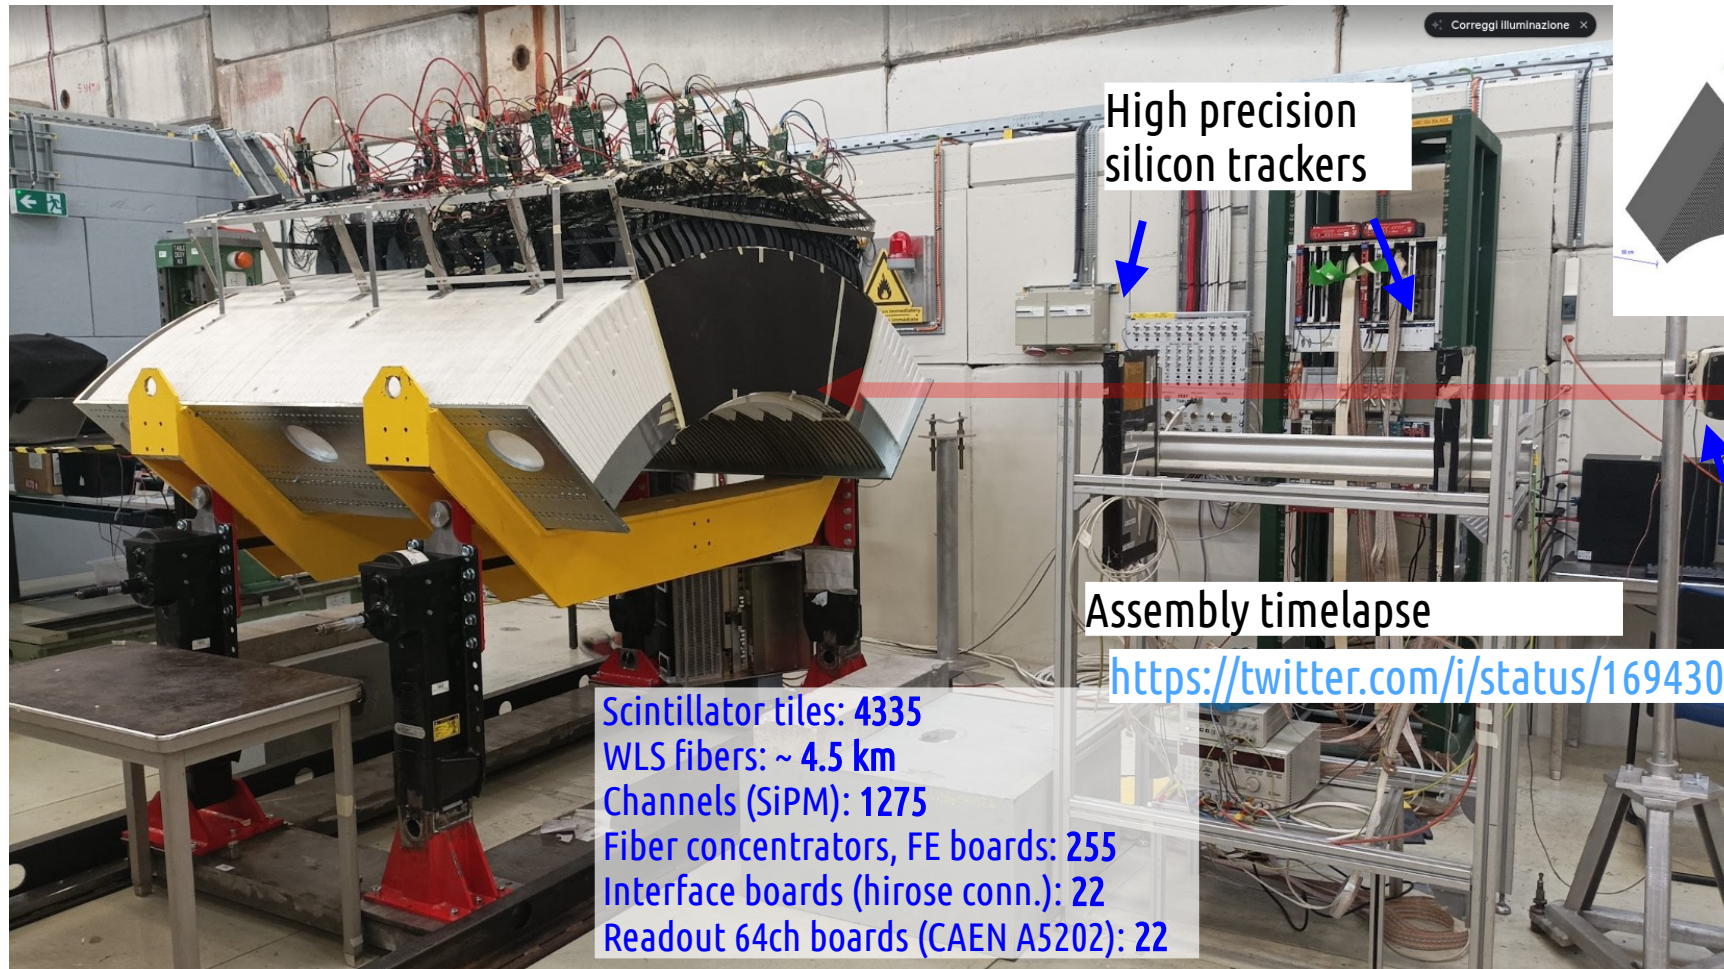 Correggi illuminazione ×
High precision
silicon trackers
Assembly timelapse
https://twitter.com/i/status/169430
Scintillator tiles: 4335
WLS fibers: ~ 4.5 km
Channels (SiPM): 1275
Fiber concentrators, FE boards: 255
Interface boards (hirose conn.): 22
Readout 64ch boards (CAEN A5202): 22